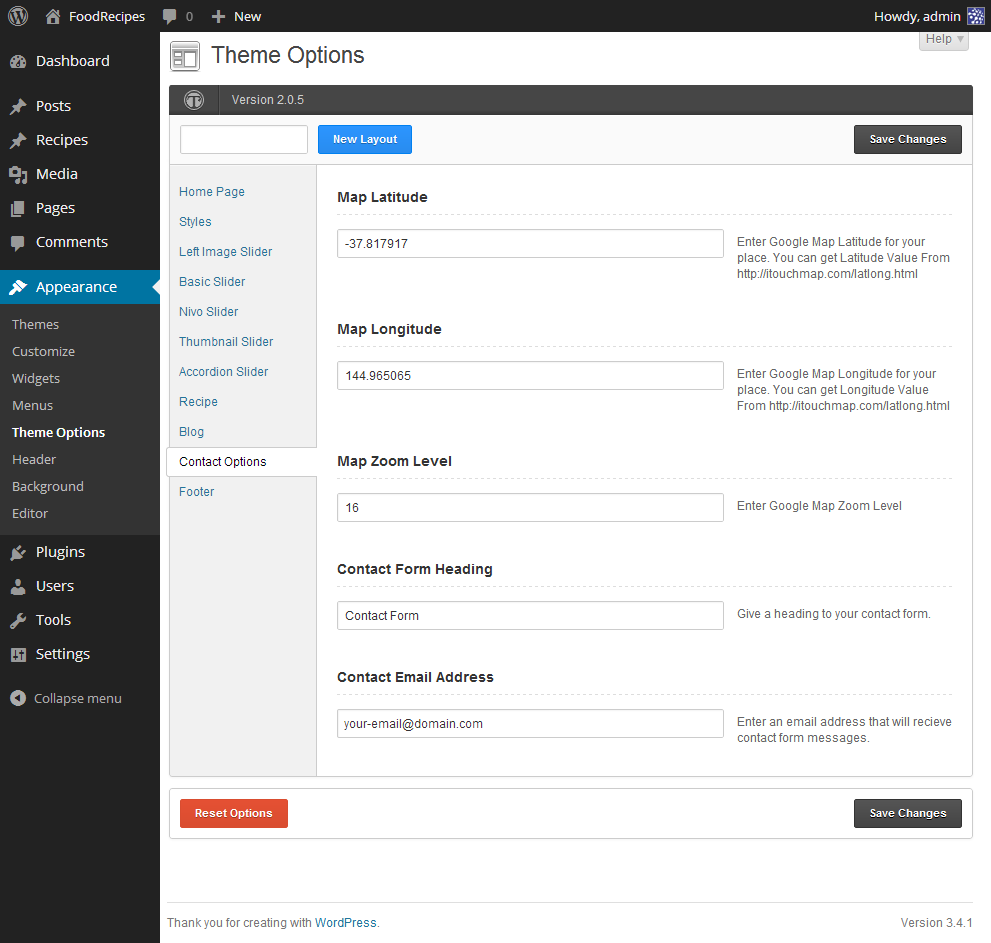 FoodRecipes 0 New Howdy, admin
Help
Dashboard
Posts
Recipes
Media
Pages
Comments
Appearance
Themes
Customize
Widgets
Menus
Theme Options
Header
Background
Editor
Plugins
Users
Tools
Settings
Collapse menu
Theme Options
Version 2.0.5
New Layout
Save Changes
Home Page
Styles
Left Image Slider
Basic Slider
Nivo Slider
Thumbnail Slider
Accordion Slider
Recipe
Blog
Contact Options
Footer
Map Latitude
-37.817917
Enter Google Map Latitude for your
place. You can get Latitude Value From
http://itouchmap.com/latlong.html
Map Longitude
144.965065
Enter Google Map Longitude for your
place. You can get Longitude Value
From http://itouchmap.com/latlong.html
Map Zoom Level
16
Enter Google Map Zoom Level
Contact Form Heading
Contact Form
Give a heading to your contact form.
Contact Email Address
your-email@domain.com
Enter an email address that will recieve
contact form messages.
Reset Options
Save Changes
Thank you for creating with WordPress.
Version 3.4.1